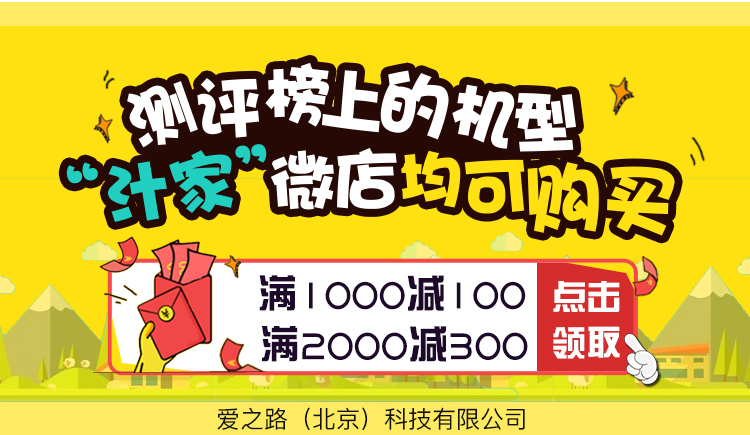 测评榜上的机型
“汁家”微店均可购买
满1000减100
满2000减300
点击
领取
爱之路（北京）科技有限公司